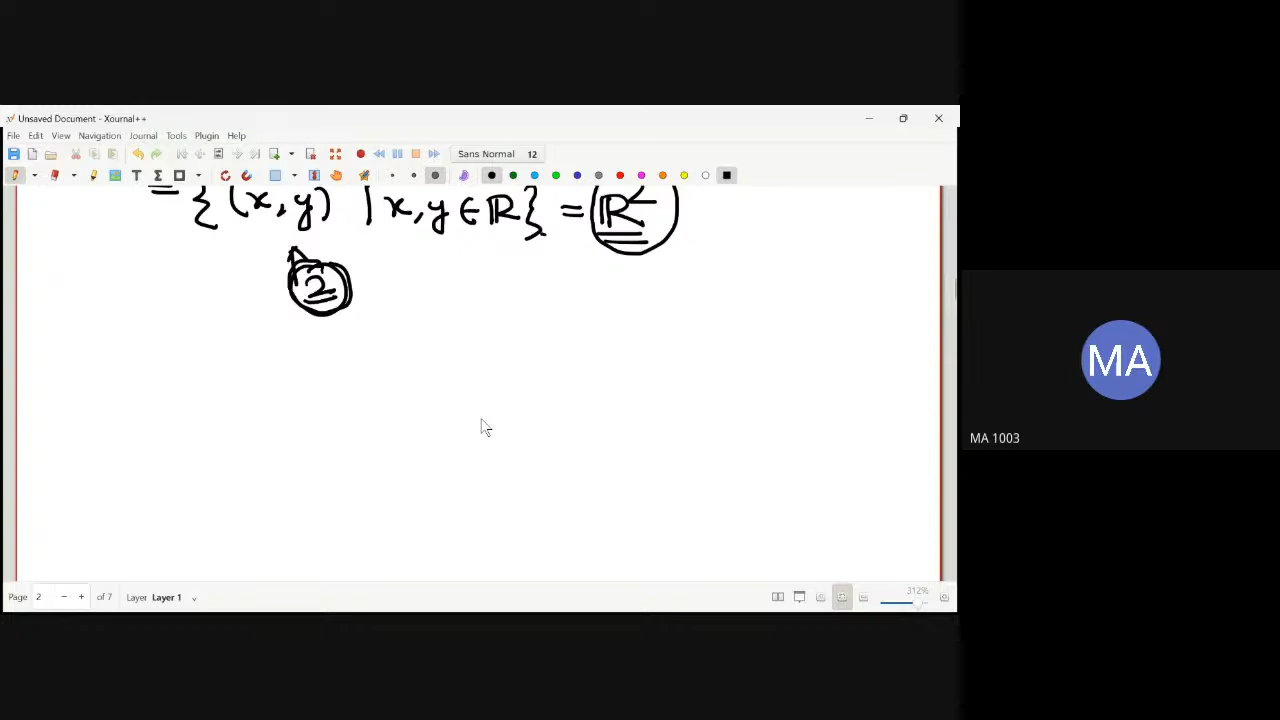 Unsaved Document - Xournal++
File Edit View Navigation Journal Tools Plugin Help
Sans Normal 12
= {(x, y) | x, y ∈ ℝ} = ℝ²
2
MA
MA 1003
Page 2 of 7 Layer Layer 1 312%